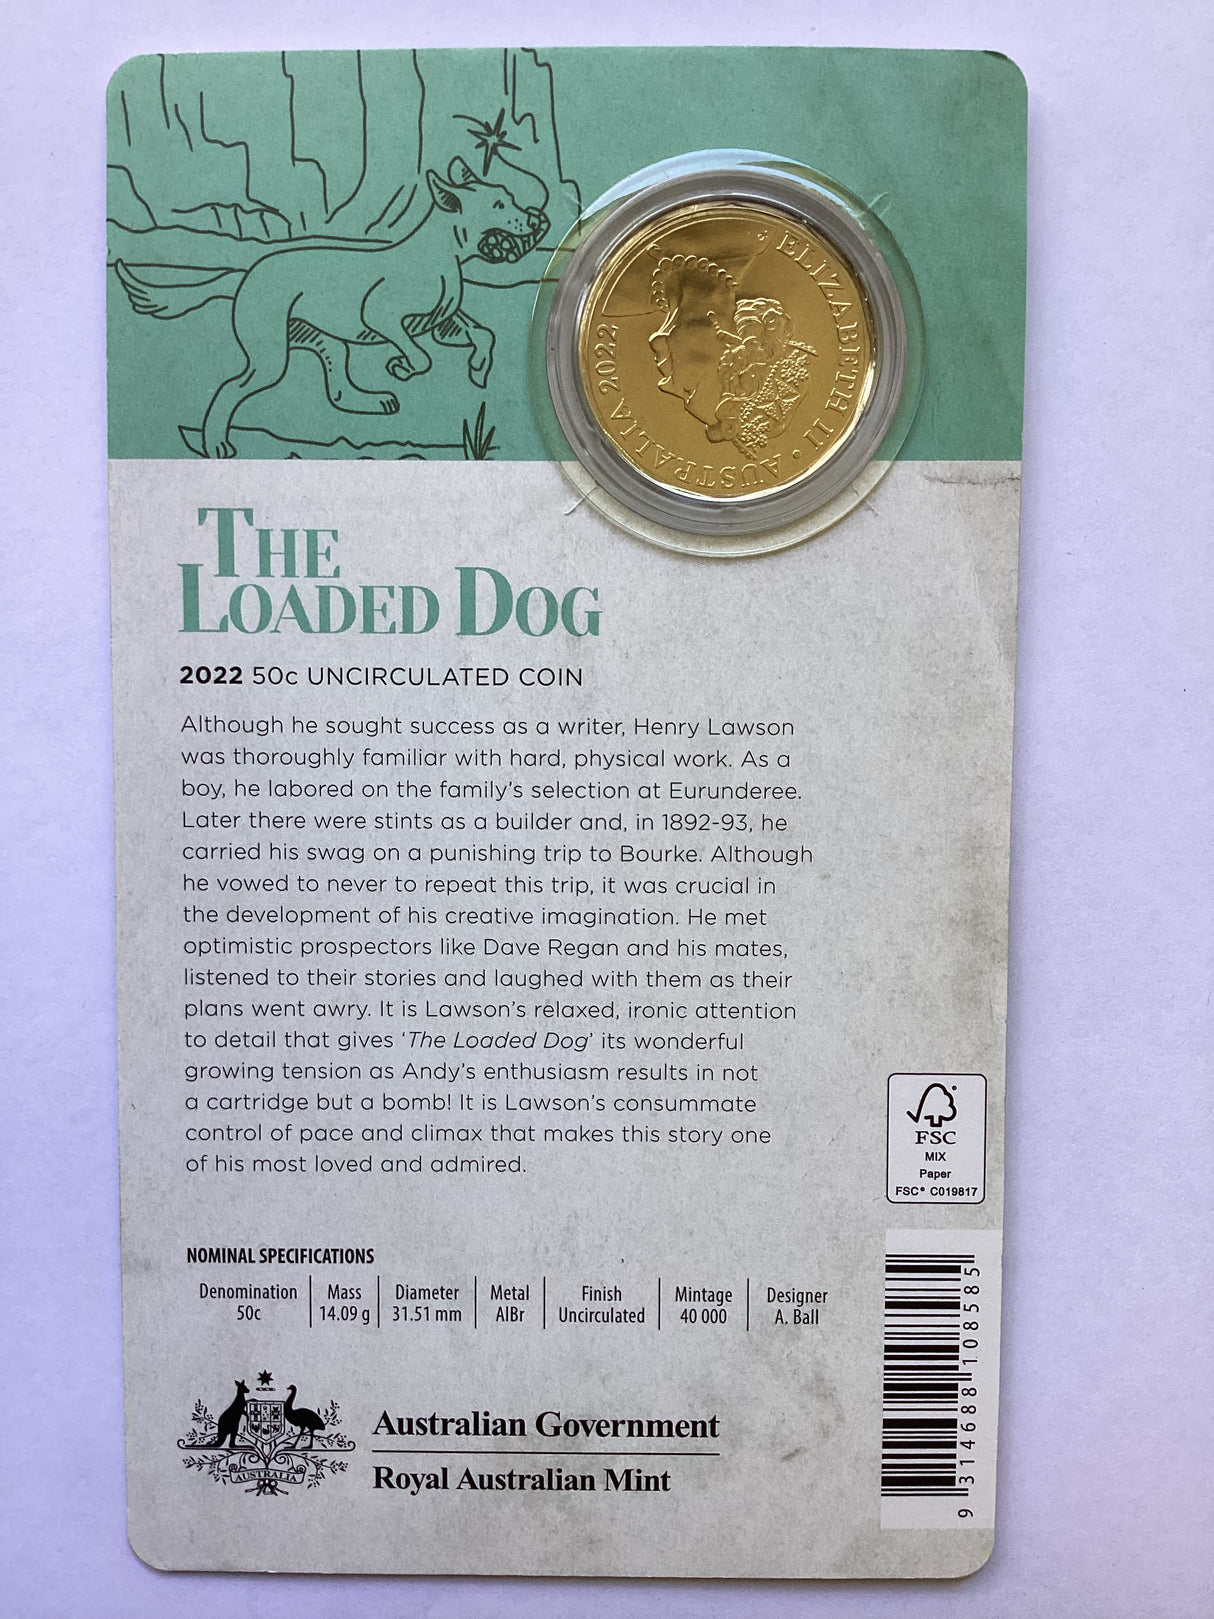 ELIZABETH II • AUSTRALIA 2022
THE
LOADED DOG
2022 50c UNCIRCULATED COIN
Although he sought success as a writer, Henry Lawson
was thoroughly familiar with hard, physical work. As a
boy, he labored on the family's selection at Eurunderee.
Later there were stints as a builder and, in 1892-93, he
carried his swag on a punishing trip to Bourke. Although
he vowed to never to repeat this trip, it was crucial in
the development of his creative imagination. He met
optimistic prospectors like Dave Regan and his mates,
listened to their stories and laughed with them as their
plans went awry. It is Lawson's relaxed, ironic attention
to detail that gives 'The Loaded Dog' its wonderful
growing tension as Andy's enthusiasm results in not
a cartridge but a bomb! It is Lawson's consummate
control of pace and climax that makes this story one
of his most loved and admired.
FSC
MIX
Paper
FSC® C019817
NOMINAL SPECIFICATIONS
Denomination Mass Diameter Metal Finish Mintage Designer
50c 14.09 g 31.51 mm AlBr Uncirculated 40 000 A. Ball
AUSTRALIA
Australian Government
Royal Australian Mint
9 314688 108585